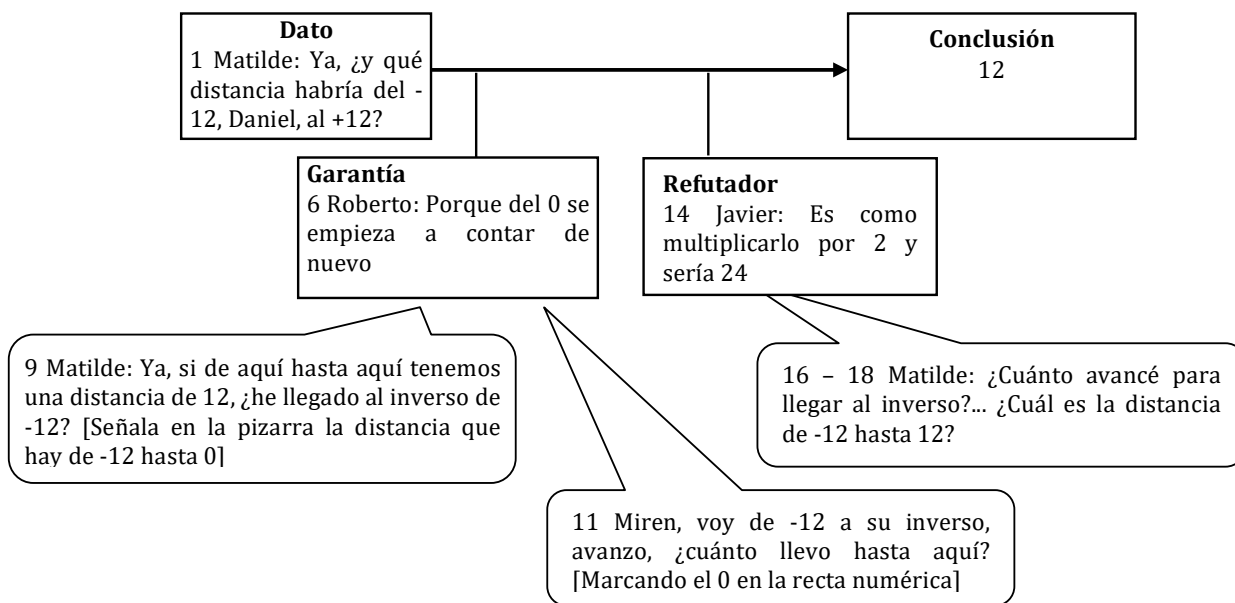 Dato
1 Matilde: Ya, ¿y qué
distancia habría del -
12, Daniel, al +12?
Conclusión
12
Garantía
6 Roberto: Porque del 0 se
empieza a contar de
nuevo
Refutador
14 Javier: Es como
multiplicarlo por 2 y
sería 24
9 Matilde: Ya, si de aquí hasta aquí tenemos
una distancia de 12, ¿he llegado al inverso de
-12? [Señala en la pizarra la distancia que
hay de -12 hasta 0]
16 – 18 Matilde: ¿Cuánto avancé para
llegar al inverso?... ¿Cuál es la distancia
de -12 hasta 12?
11 Miren, voy de -12 a su inverso,
avanzo, ¿cuánto llevo hasta aquí?
[Marcando el 0 en la recta numérica]